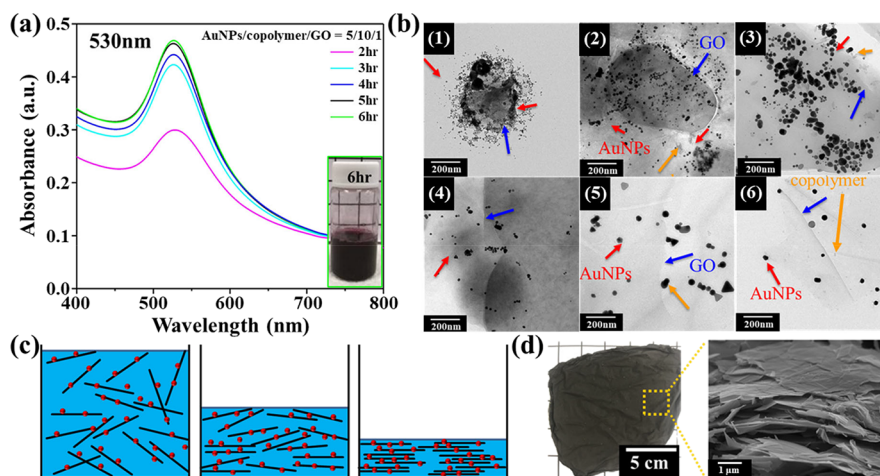 (a)
530nm
AuNPs/copolymer/GO = 5/10/1
2hr
3hr
4hr
5hr
6hr
6hr
0.5
0.4
0.3
0.2
0.1
0.0
400
500
600
700
800
Absorbance (a.u.)
Wavelength (nm)
(b)
(1)
200nm
(2)
GO
AuNPs
200nm
(3)
200nm
(4)
200nm
(5)
AuNPs
GO
200nm
(6)
copolymer
AuNPs
200nm
(c)
(d)
5 cm
1 μm